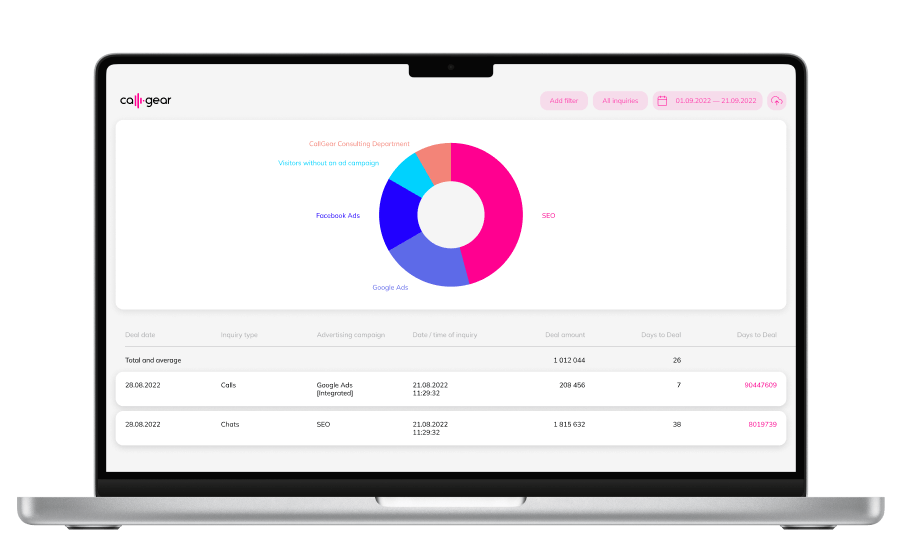 call·gear
Add filter
All inquiries
01.09.2022 — 21.09.2022
CallGear Consulting Department
Visitors without an ad campaign
Facebook Ads
SEO
Google Ads
Deal date Inquiry type Advertising campaign Date / time of inquiry Deal amount Days to Deal Days to Deal
Total and average 1 012 044 26
28.08.2022 Calls Google Ads 21.08.2022 208 456 7 90447609
[Integrated] 11:29:32
28.08.2022 Chats SEO 21.08.2022 1 815 632 38 8019739
11:29:32